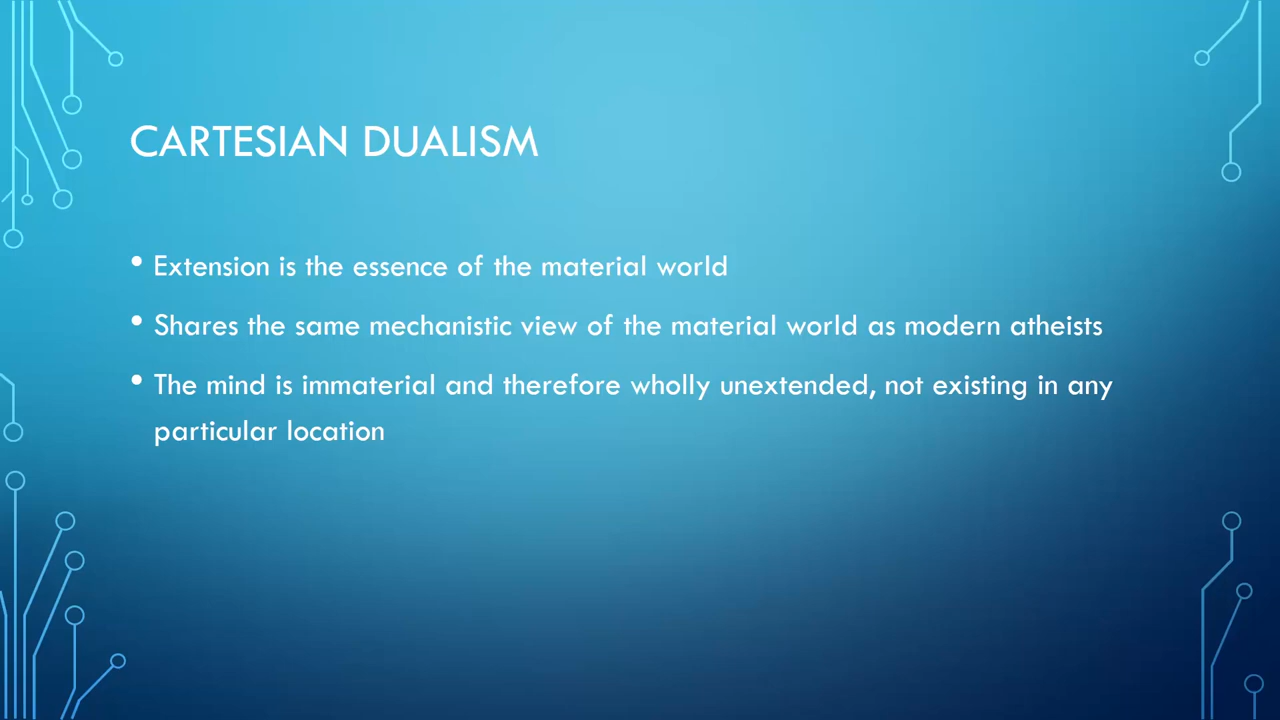 CARTESIAN DUALISM
• Extension is the essence of the material world
• Shares the same mechanistic view of the material world as modern atheists
• The mind is immaterial and therefore wholly unextended, not existing in any
particular location